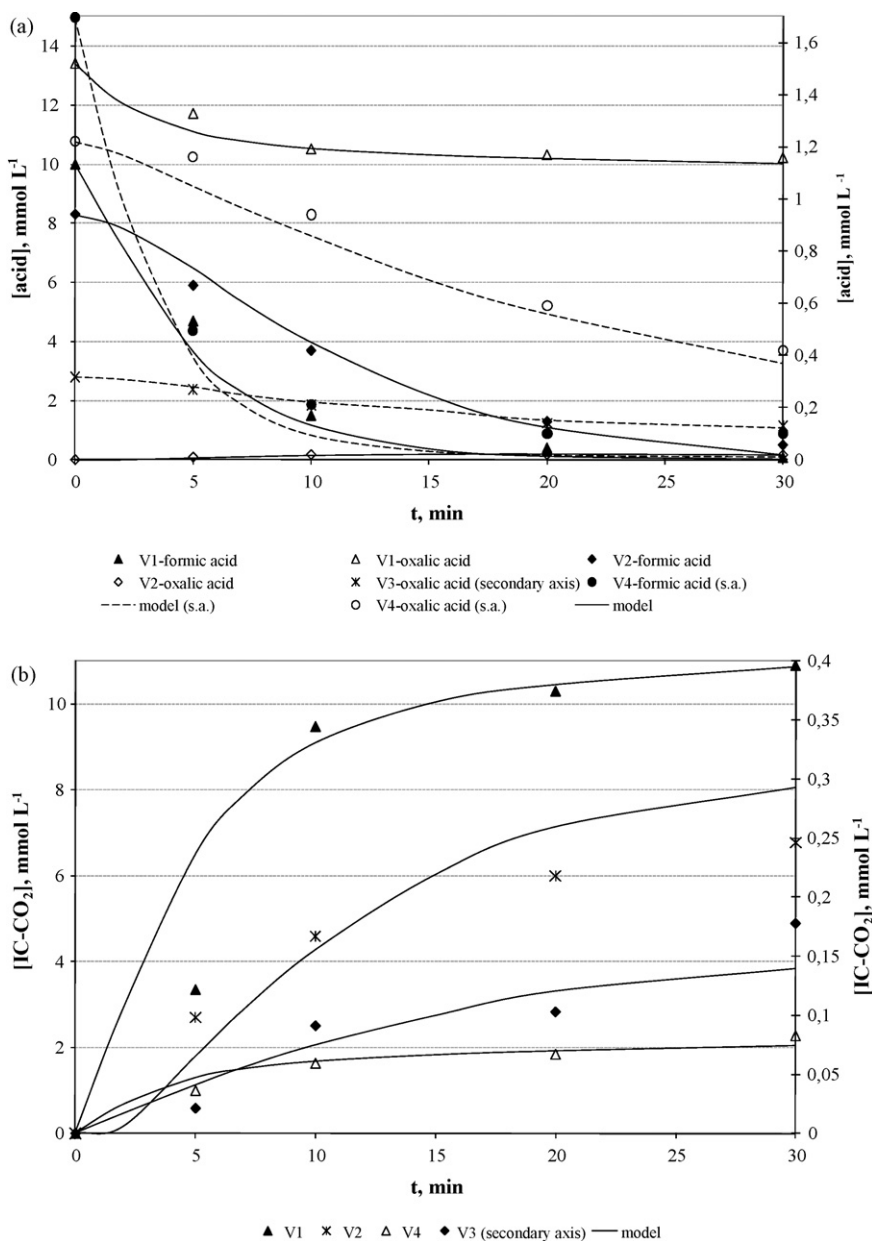 (a)
14
12
10
8
6
4
2
0
[acid], mmol L-1
1,6
1,4
1,2
1
0,8
0,6
0,4
0,2
0
[acid], mmol L-1
0 5 10 15 20 25 30
t, min
▲ V1-formic acid △ V1-oxalic acid ◆ V2-formic acid
◇ V2-oxalic acid ж V3-oxalic acid (secondary axis) ● V4-formic acid (s.a.)
model (s.a.) ○ V4-oxalic acid (s.a.) model
(b)
10
8
6
4
2
0
[IC-CO2], mmol L-1
0,4
0,35
0,3
0,25
0,2
0,15
0,1
0,05
0
[IC-CO2], mmol L-1
0 5 10 15 20 25 30
t, min
▲ V1 ж V2 △ V4 ◆ V3 (secondary axis) model